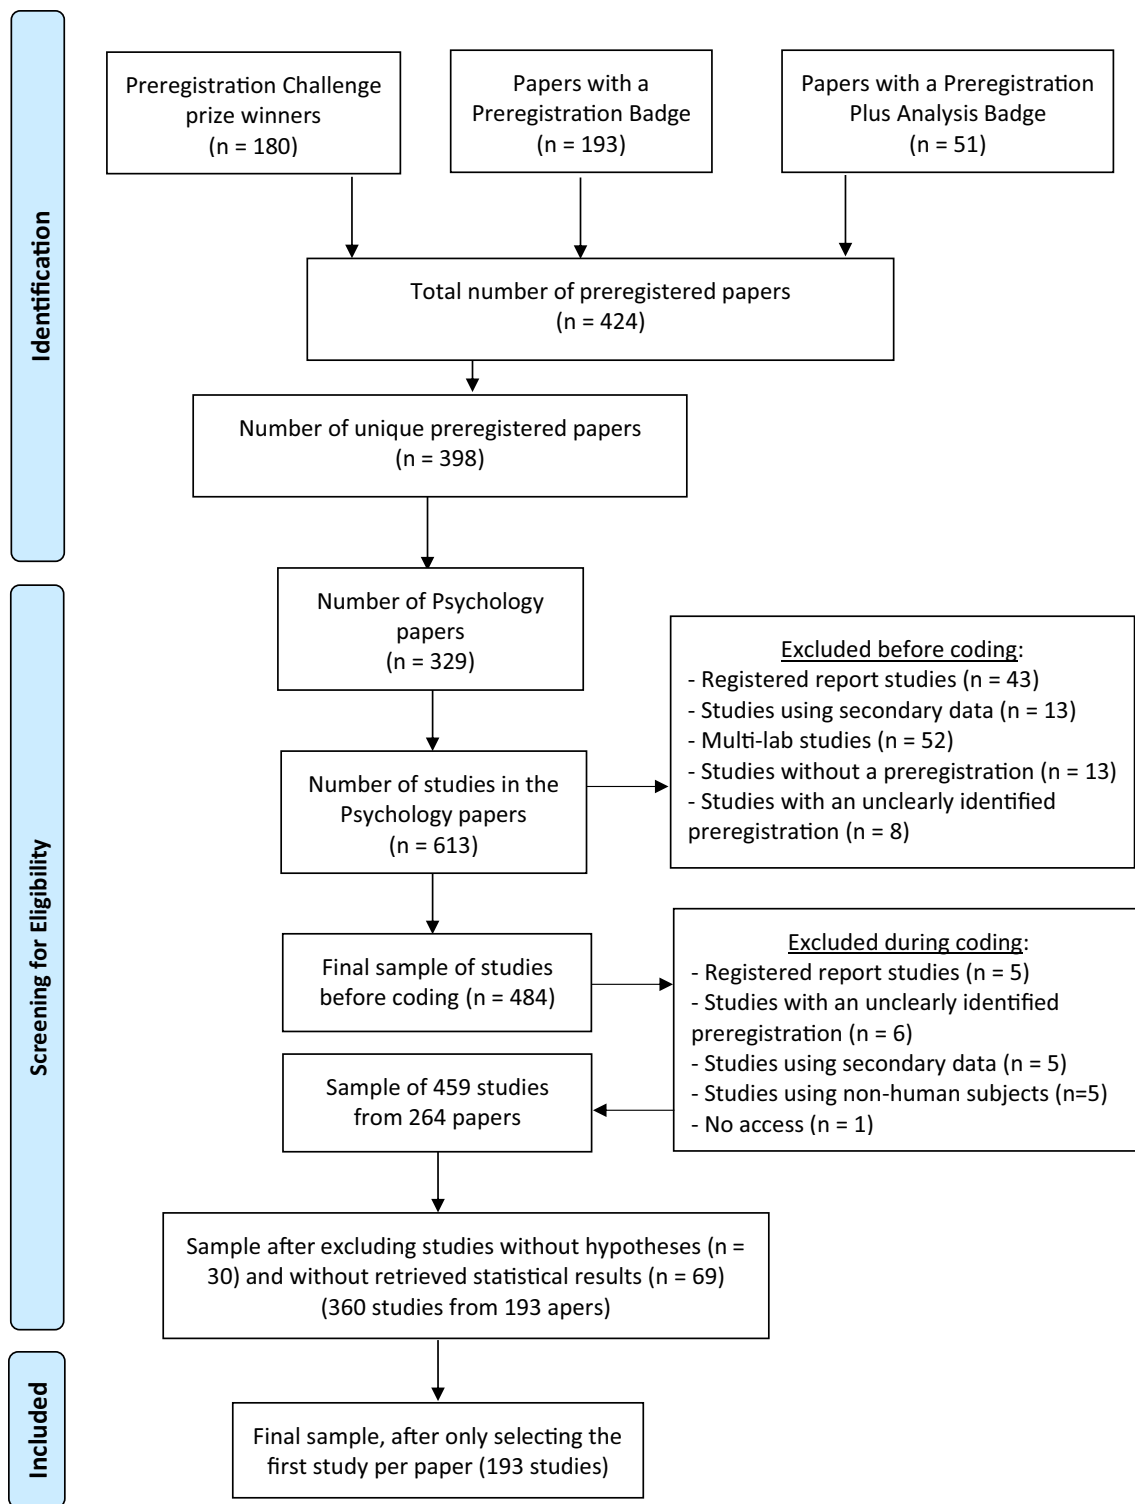 Identification
Preregistration Challenge
prize winners
(n = 180)
Papers with a
Preregistration Badge
(n = 193)
Papers with a Preregistration
Plus Analysis Badge
(n = 51)
Total number of preregistered papers
(n = 424)
Number of unique preregistered papers
(n = 398)
Screening for Eligibility
Number of Psychology
papers
(n = 329)
Number of studies in the
Psychology papers
(n = 613)
Excluded before coding:
- Registered report studies (n = 43)
- Studies using secondary data (n = 13)
- Multi-lab studies (n = 52)
- Studies without a preregistration (n = 13)
- Studies with an unclearly identified
preregistration (n = 8)
Final sample of studies
before coding (n = 484)
Excluded during coding:
- Registered report studies (n = 5)
- Studies with an unclearly identified
preregistration (n = 6)
- Studies using secondary data (n = 5)
- Studies using non-human subjects (n=5)
- No access (n = 1)
Sample of 459 studies
from 264 papers
Sample after excluding studies without hypotheses (n =
30) and without retrieved statistical results (n = 69)
(360 studies from 193 apers)
Included
Final sample, after only selecting the
first study per paper (193 studies)